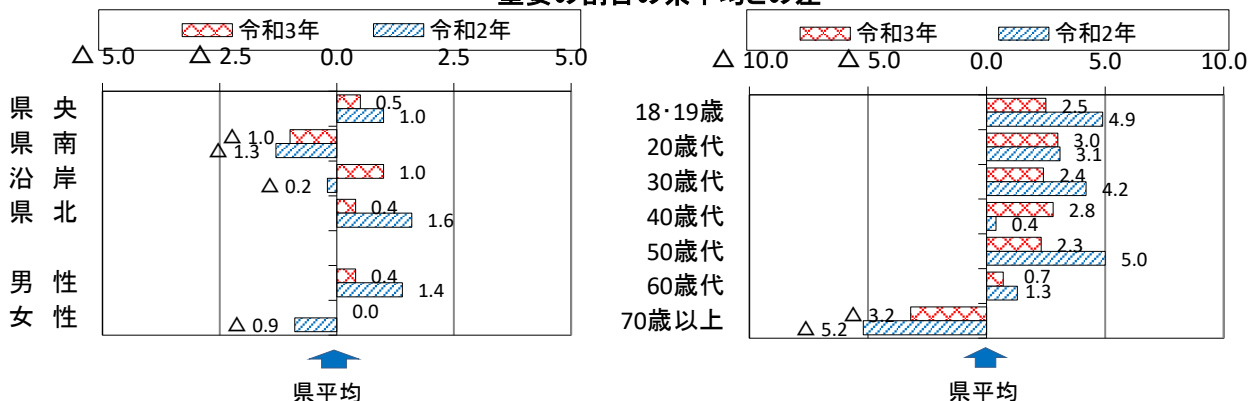 令和3年 令和2年
△ 5.0 △ 2.5 0.0 2.5 5.0
県 央 0.5
1.0
県 南 △ 1.0
△ 1.3
沿 岸 1.0
△ 0.2
県 北 0.4
1.6
男 性 0.4
1.4
女 性 0.0
△ 0.9
県平均
令和3年 令和2年
△ 10.0 △ 5.0 0.0 5.0 10.0
18・19歳 2.5
4.9
20歳代 3.0
3.1
30歳代 2.4
4.2
40歳代 2.8
0.4
50歳代 2.3
5.0
60歳代 0.7
1.3
70歳以上 △ 3.2
△ 5.2
県平均